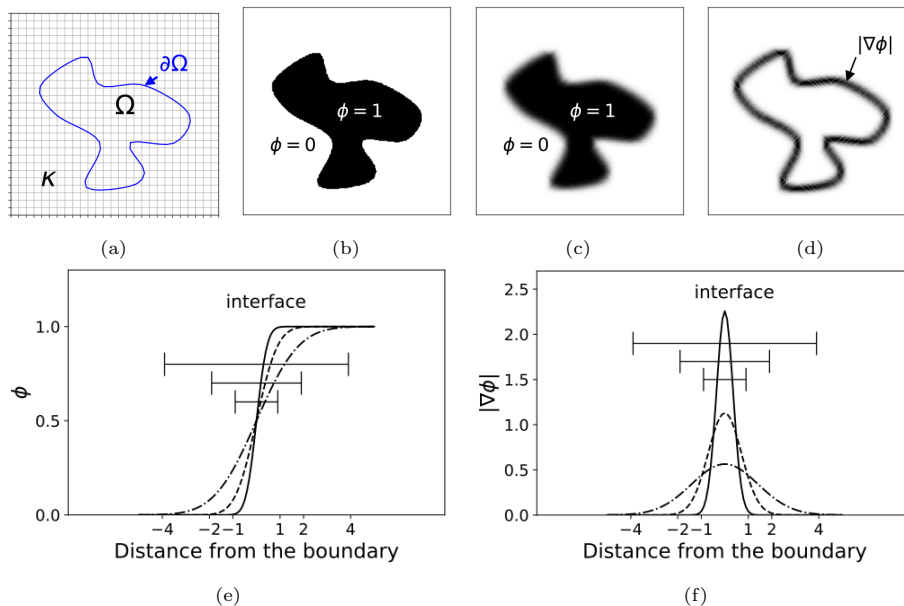 ∂Ω
Ω
κ
(a)
ϕ = 1
ϕ = 0
(b)
ϕ = 1
ϕ = 0
(c)
|∇ϕ|
(d)
interface
1.0
0.5
0.0
ϕ
−4 −2 −1 1 2 4
Distance from the boundary
(e)
interface
2.5
2.0
1.5
1.0
0.5
0.0
|∇ϕ|
−4 −2 −1 1 2 4
Distance from the boundary
(f)